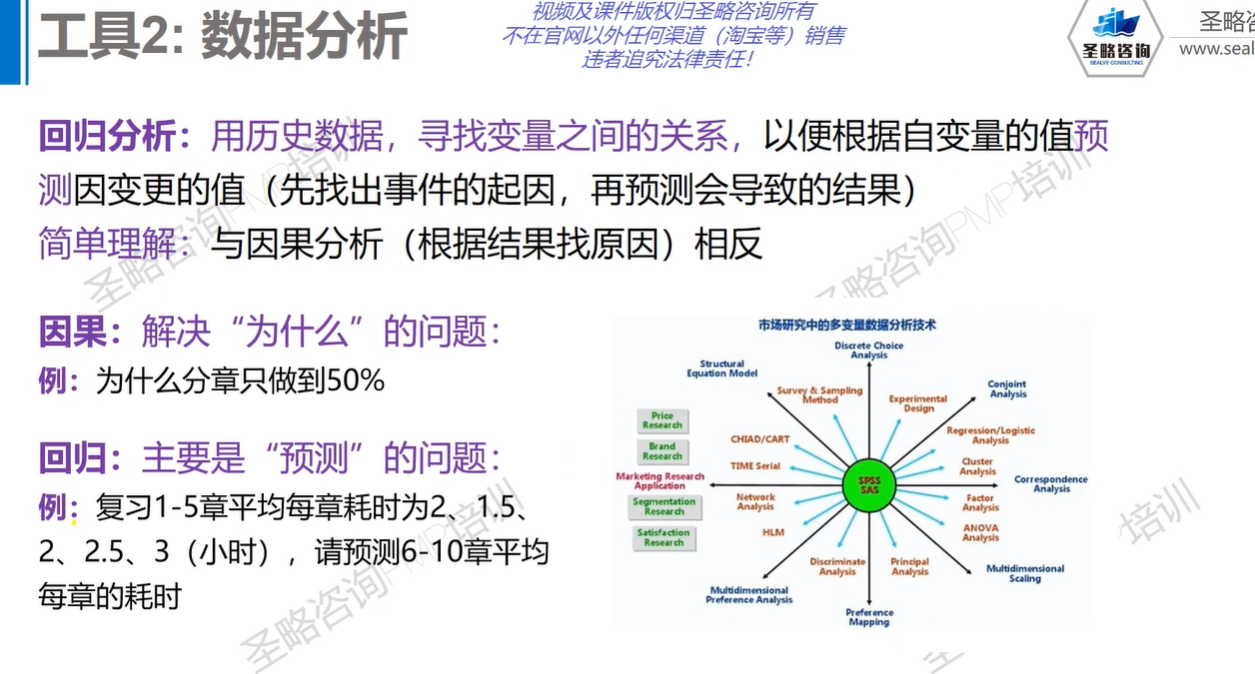 工具2: 数据分析
视频及课件版权归圣略咨询所有
不在官网以外任何渠道（淘宝等）销售
违者追究法律责任！
圣略咨询
SEALVE CONSULTING
圣略
www.seal
回归分析：用历史数据，寻找变量之间的关系，以便根据自变量的值预
测因变更的值（先找出事件的起因，再预测会导致的结果）
简单理解：与因果分析（根据结果找原因）相反
因果：解决“为什么”的问题：
例：为什么分章只做到50%
回归：主要是“预测”的问题：
例：复习1-5章平均每章耗时为2、1.5、
2、2.5、3（小时），请预测6-10章平均
每章的耗时
市场研究中的多变量数据分析技术
Discrete Choice
Analysis
Structural
Equation Model
Survey & Sampling
Method
Experimental
Design
Conjoint
Analysis
Price
Research
Brand
Research
Marketing Research
Application
Segmentation
Research
Satisfaction
Research
CHIAD/CART
TIME Serial
Network
Analysis
HLM
SPSS
SAS
Regression/Logistic
Analysis
Cluster
Analysis
Correspondence
Analysis
Factor
Analysis
ANOVA
Analysis
Discriminate
Analysis
Principal
Analysis
Multidimensional
Scaling
Multidimensional
Preference Analysis
Preference
Mapping
圣略咨询PMP培训
圣略咨询PMP培训
圣略咨询PMP培训
培训